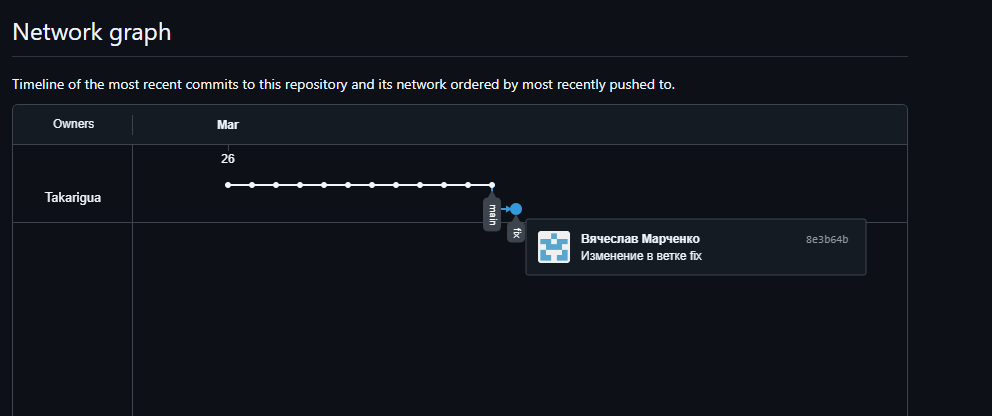 Network graph
Timeline of the most recent commits to this repository and its network ordered by most recently pushed to.
Owners
Mar
26
Takarigua
main
fix
Вячеслав Марченко
8e3b64b
Изменение в ветке fix